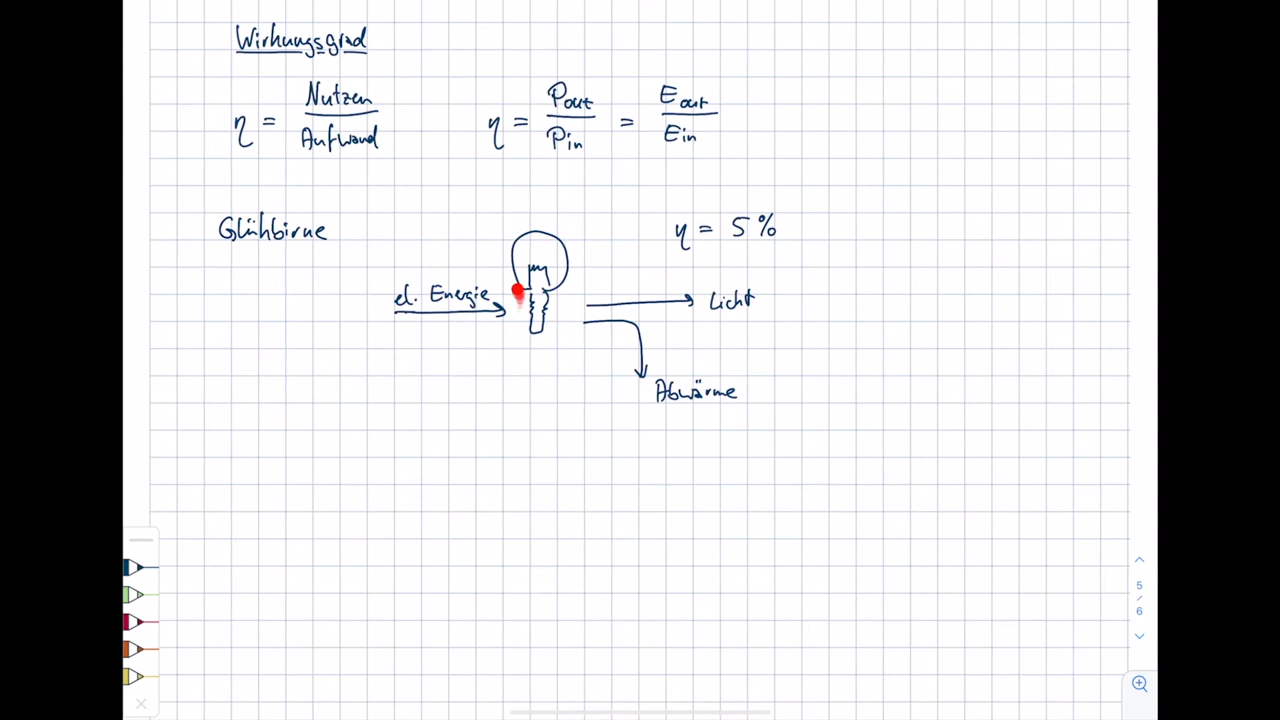 Wirkungsgrad
η = Nutzen / Aufwand η = Pout / Pin = Eout / Ein
Glühbirne η = 5 %
el. Energie
Licht
Abwärme
5
/
6